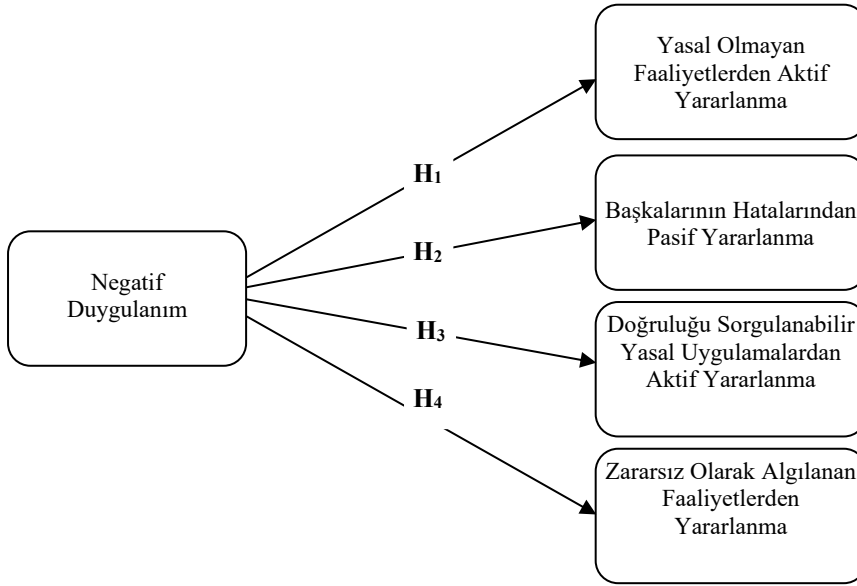 Yasal Olmayan
Faaliyetlerden Aktif
Yararlanma
H1
Başkalarının Hatalarından
Pasif Yararlanma
H2
Negatif
Duygulanım
H3
Doğruluğu Sorgulanabilir
Yasal Uygulamalardan
Aktif Yararlanma
H4
Zararsız Olarak Algılanan
Faaliyetlerden
Yararlanma